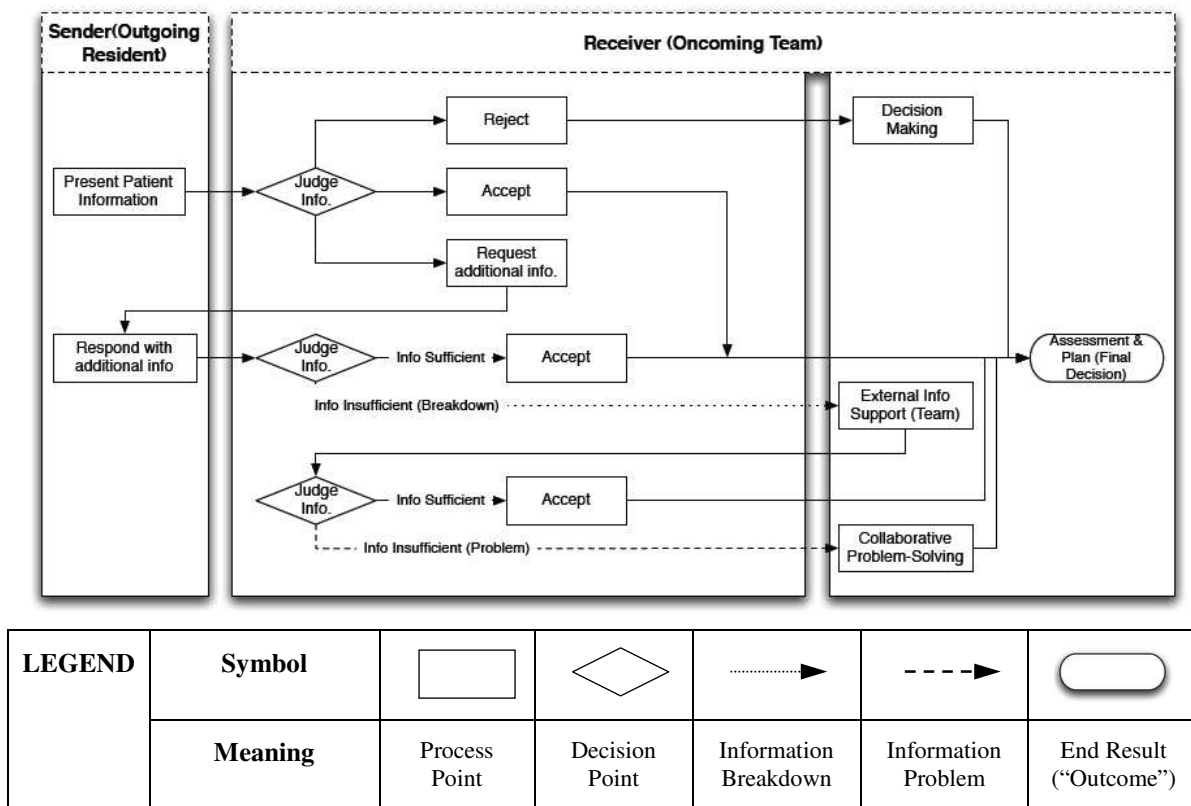 Sender(Outgoing
Resident)
Receiver (Oncoming Team)
Reject
Decision
Making
Present Patient
Information
Judge
Info.
Accept
Request
additional info.
Respond with
additional info
Judge
Info.
Info Sufficient
Accept
Assessment &
Plan (Final
Decision)
Info Insufficient (Breakdown)
External Info
Support (Team)
Judge
Info.
Info Sufficient
Accept
Info Insufficient (Problem)
Collaborative
Problem-Solving
LEGEND
Symbol
Meaning
Process
Point
Decision
Point
Information
Breakdown
Information
Problem
End Result
(“Outcome”)